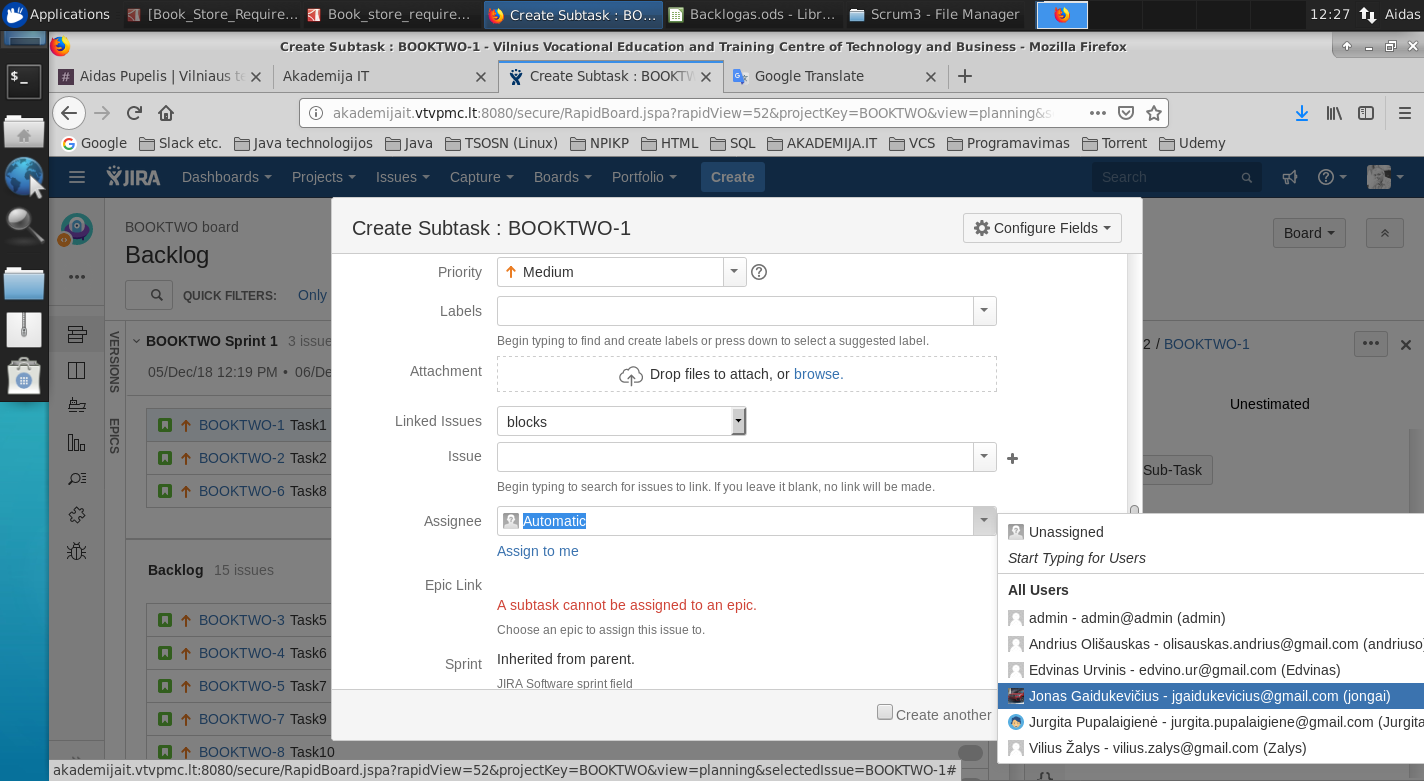 Applications
[Book_Store_Require...
Book_store_require...
Create Subtask : BO...
Backlogas.ods - Libr...
Scrum3 - File Manager
12:27
Aidas
Create Subtask : BOOKTWO-1 - Vilnius Vocational Education and Training Centre of Technology and Business - Mozilla Firefox
Aidas Pupelis | Vilniaus te
Akademija IT
Create Subtask : BOOKTW
Google Translate
akademijait.vtvpmc.lt:8080/secure/RapidBoard.jspa?rapidView=52&projectKey=BOOKTWO&view=planning&s
Google
Slack etc.
Java technologijos
Java
TSOSN (Linux)
NPIKP
HTML
SQL
AKADEMIJA.IT
VCS
Programavimas
Torrent
Udemy
JIRA
Dashboards
Projects
Issues
Capture
Boards
Portfolio
Create
Search
BOOKTWO board
Backlog
Board
QUICK FILTERS:
Only
VERSIONS
EPICS
BOOKTWO Sprint 1 3 issue
05/Dec/18 12:19 PM • 06/De
BOOKTWO-1 Task1
BOOKTWO-2 Task2
BOOKTWO-6 Task8
Backlog 15 issues
BOOKTWO-3 Task5
BOOKTWO-4 Task6
BOOKTWO-5 Task7
BOOKTWO-7 Task9
BOOKTWO-8 Task10
Create Subtask : BOOKTWO-1
Configure Fields
Priority
Medium
Labels
Begin typing to find and create labels or press down to select a suggested label.
Attachment
Drop files to attach, or browse.
Linked Issues
blocks
Issue
Begin typing to search for issues to link. If you leave it blank, no link will be made.
Assignee
Automatic
Assign to me
Epic Link
A subtask cannot be assigned to an epic.
Choose an epic to assign this issue to.
Sprint
Inherited from parent.
JIRA Software sprint field
Create another
2 / BOOKTWO-1
Unestimated
Sub-Task
Unassigned
Start Typing for Users
All Users
admin - admin@admin (admin)
Andrius Olišauskas - olisauskas.andrius@gmail.com (andriuso)
Edvinas Urvinis - edvino.ur@gmail.com (Edvinas)
Jonas Gaidukevičius - jgaidukevicius@gmail.com (jongai)
Jurgita Pupalaigienė - jurgita.pupalaigiene@gmail.com (Jurgita
Vilius Žalys - vilius.zalys@gmail.com (Zalys)
akademijait.vtvpmc.lt:8080/secure/RapidBoard.jspa?rapidView=52&projectKey=BOOKTWO&view=planning&selectedIssue=BOOKTWO-1#